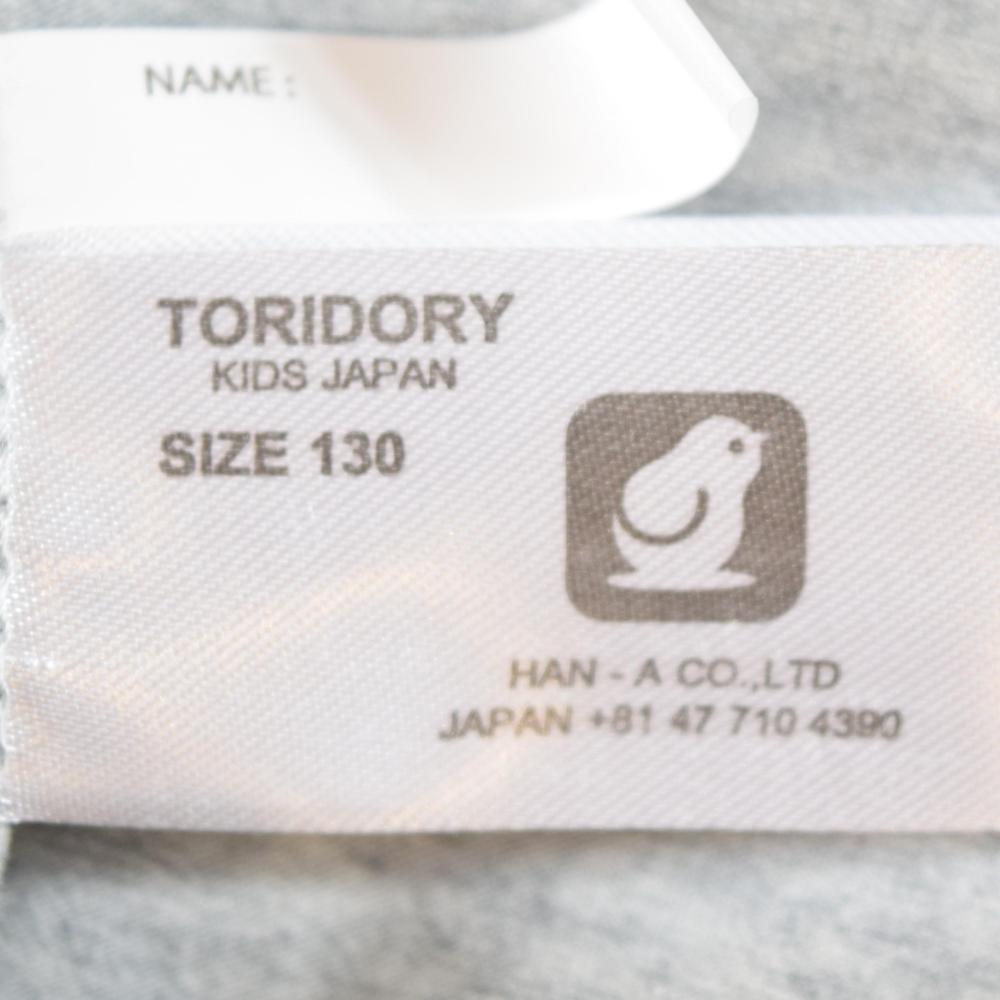 NAME :
TORIDORY
KIDS JAPAN
SIZE 130
HAN - A CO.,LTD
JAPAN +81 47 710 4390